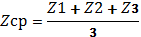 Zср = Z1 + Z2 + Z3
3